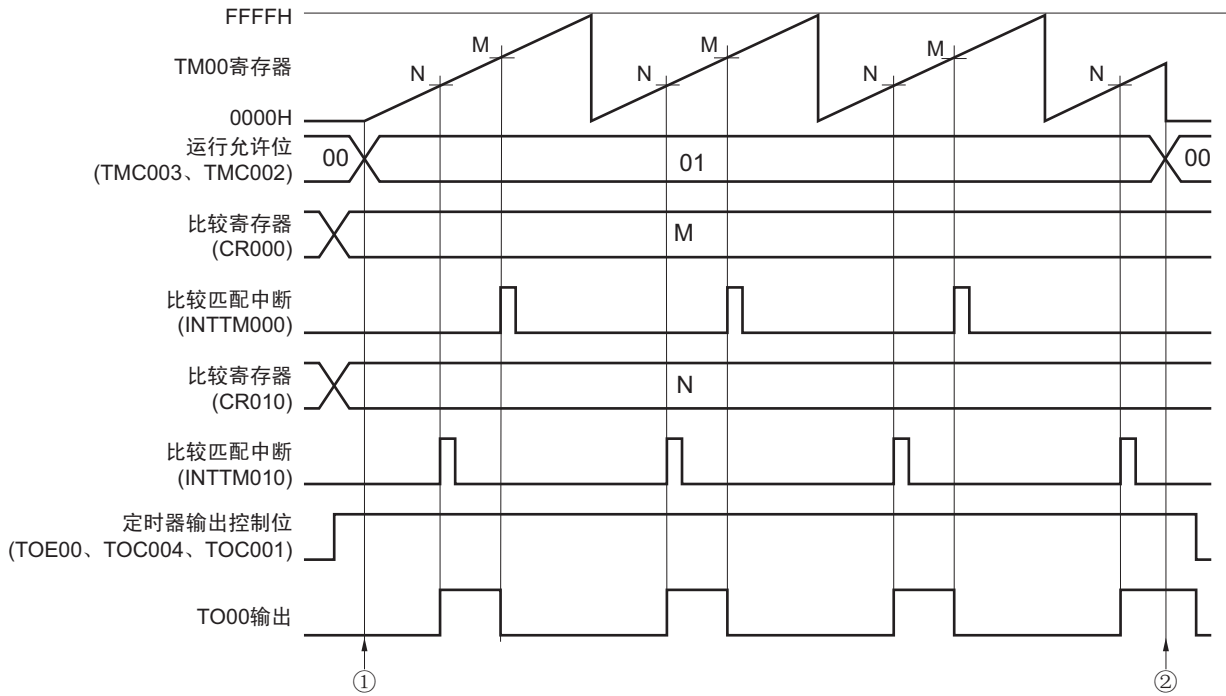 FFFFH
TM00寄存器
N M N M N M N
0000H
运行允许位
(TMC003、TMC002)
00 01 00
比较寄存器
(CR000)
M
比较匹配中断
(INTTM000)
比较寄存器
(CR010)
N
比较匹配中断
(INTTM010)
定时器输出控制位
(TOE00、TOC004、TOC001)
TO00输出
① ②